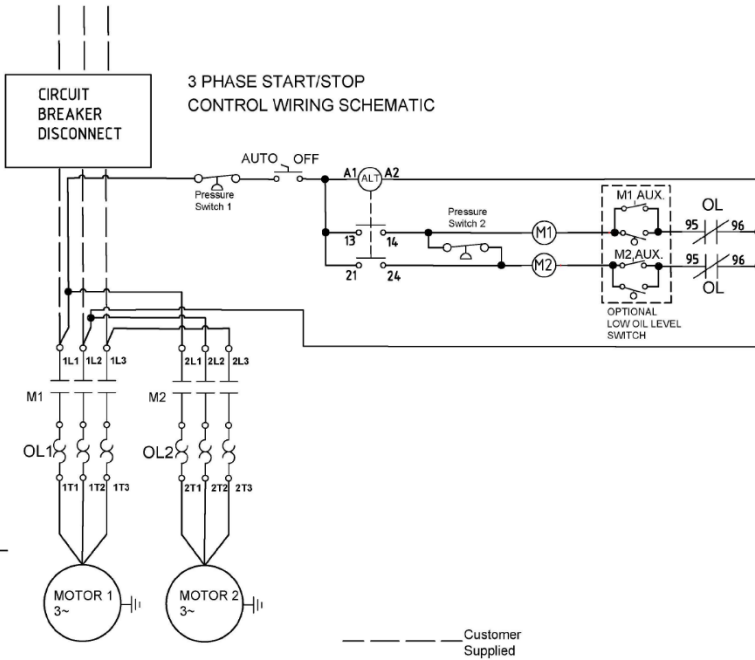 CIRCUIT
BREAKER
DISCONNECT
3 PHASE START/STOP
CONTROL WIRING SCHEMATIC
AUTO OFF
Pressure
Switch 1
A1 ALT A2
Pressure
Switch 2
13 14
21 24
M1
M2
M1 AUX.
M2 AUX.
OL
95 96
95 96
OL
OPTIONAL
LOW OIL LEVEL
SWITCH
1L1 1L2 1L3
2L1 2L2 2L3
M1
M2
OL1
OL2
1T1 1T2 1T3
2T1 2T2 2T3
MOTOR 1
3~
MOTOR 2
3~
Customer
Supplied